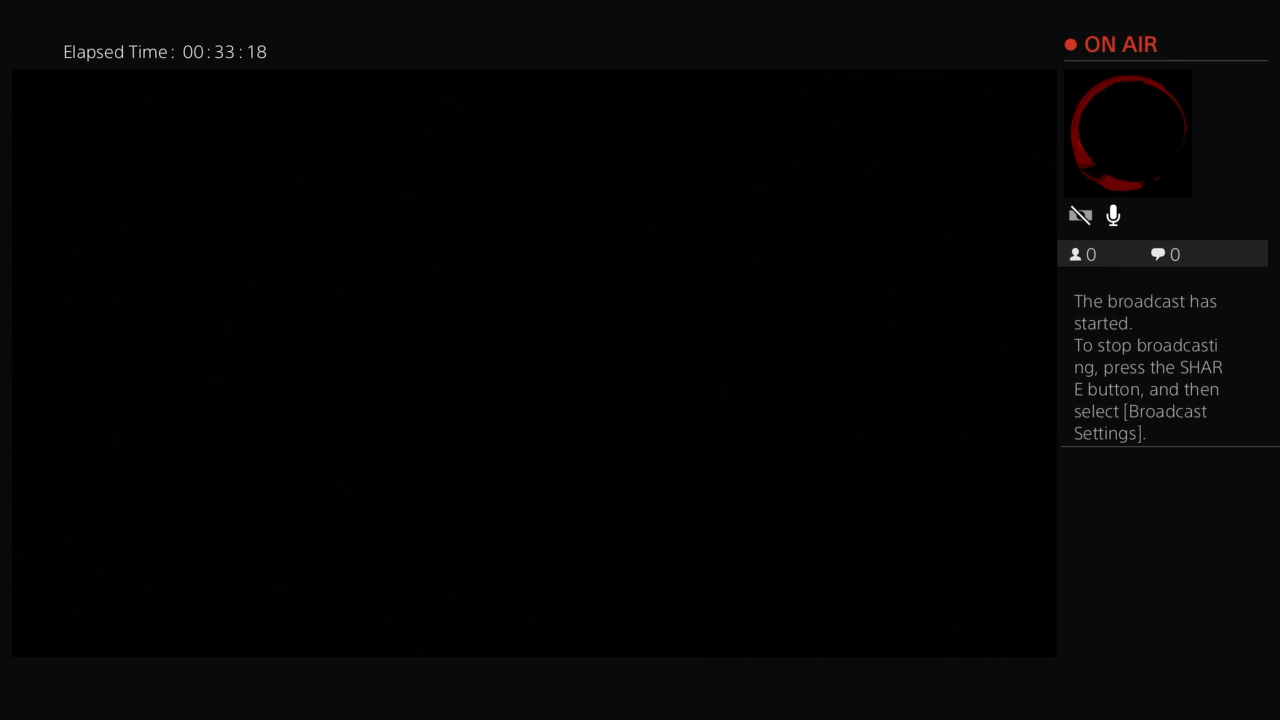 Elapsed Time: 00:33:18
ON AIR
0 0
The broadcast has
started.
To stop broadcasti
ng, press the SHAR
E button, and then
select [Broadcast
Settings].